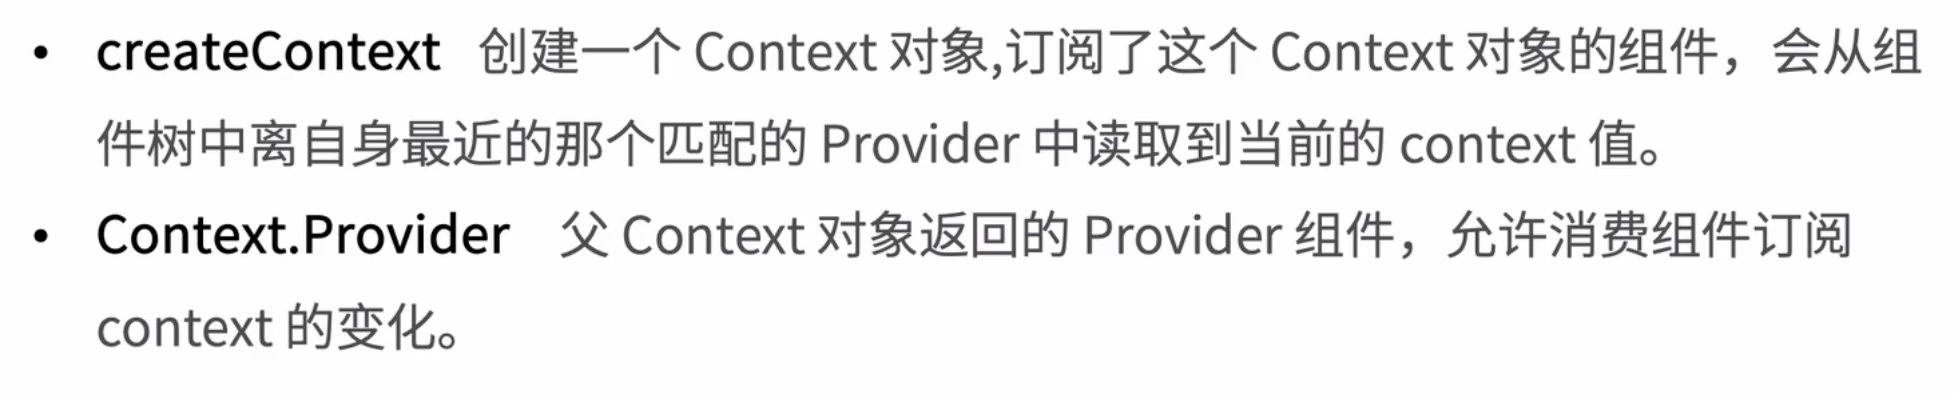 • createContext 创建一个 Context 对象,订阅了这个 Context 对象的组件，会从组
件树中离自身最近的那个匹配的 Provider 中读取到当前的 context 值。
• Context.Provider 父 Context 对象返回的 Provider 组件，允许消费组件订阅
context 的变化。